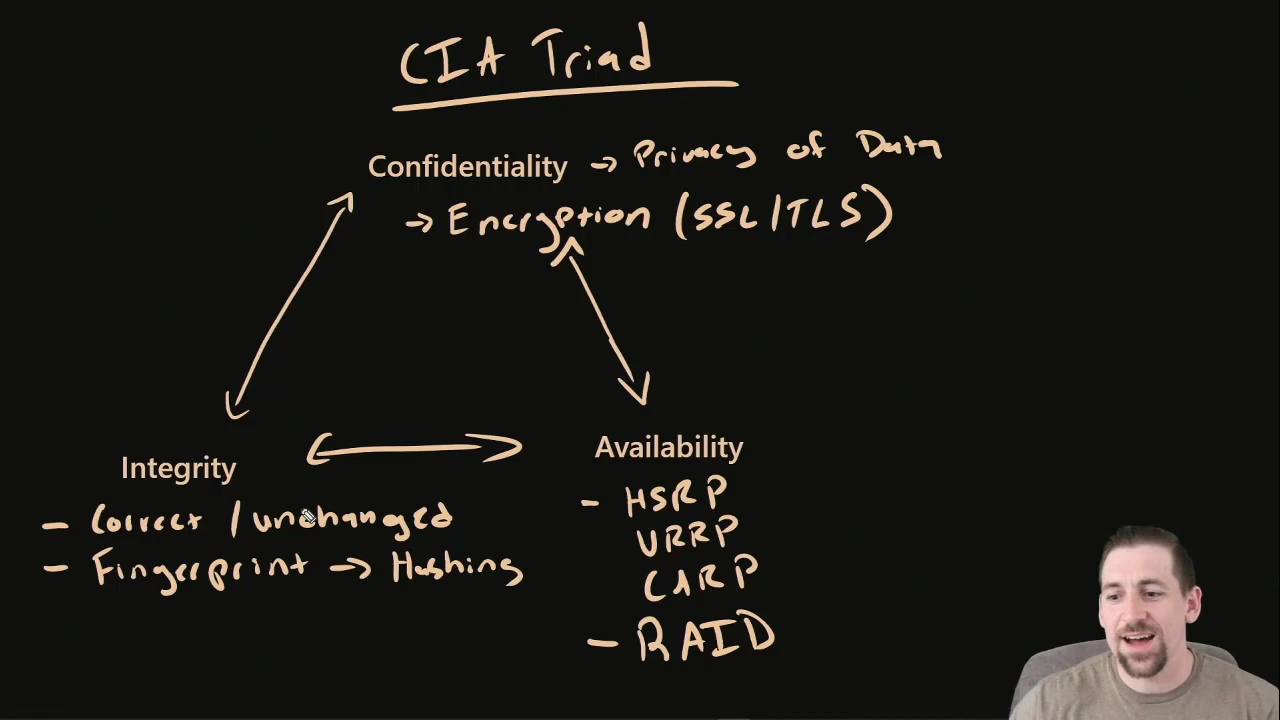 CIA Triad
Confidentiality → Privacy of Data
→ Encryption (SSL/TLS)
Integrity
- Correct / unchanged
- Fingerprint → Hashing
Availability
- HSRP
VRRP
CARP
- RAID